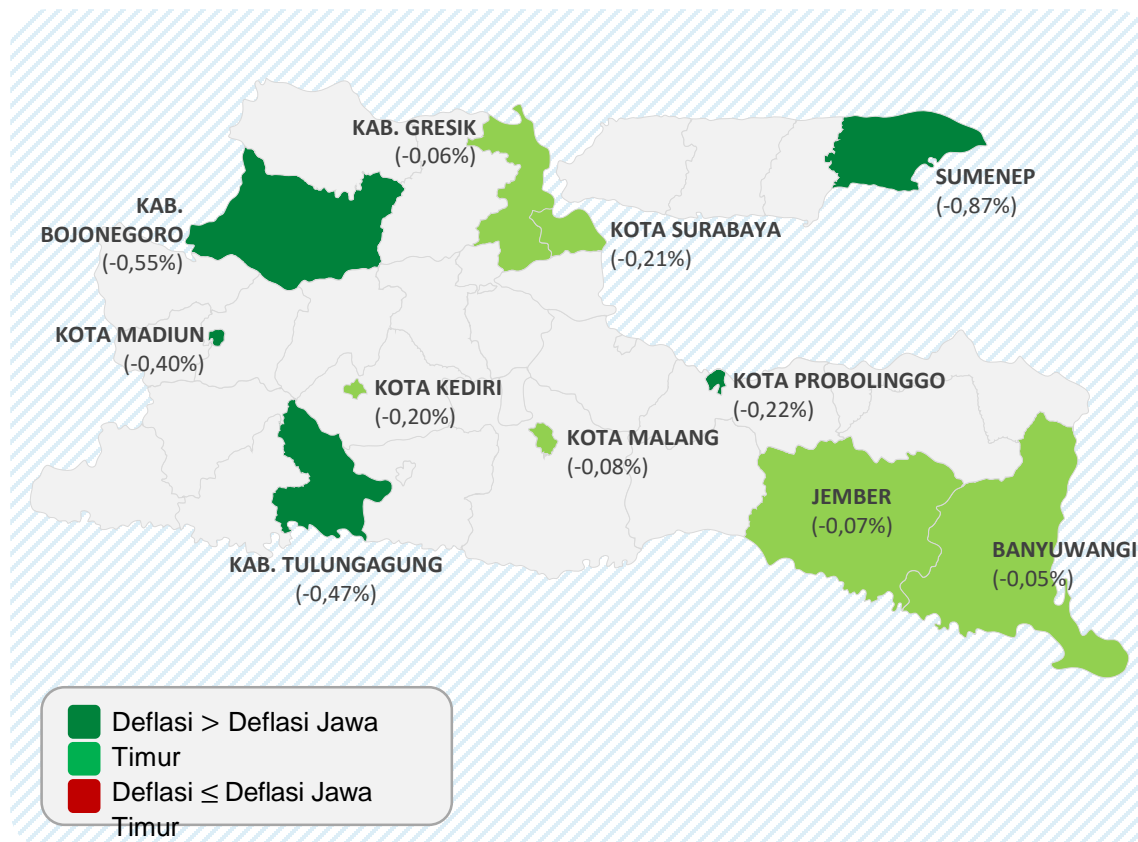 KAB. GRESIK
(-0,06%)
SUMENEP
(-0,87%)
KAB.
BOJONEGORO
(-0,55%)
KOTA SURABAYA
(-0,21%)
KOTA MADIUN
(-0,40%)
KOTA KEDIRI
(-0,20%)
KOTA PROBOLINGGO
(-0,22%)
KOTA MALANG
(-0,08%)
JEMBER
(-0,07%)
BANYUWANGI
(-0,05%)
KAB. TULUNGAGUNG
(-0,47%)
Deflasi > Deflasi Jawa
Timur
Deflasi ≤ Deflasi Jawa
Timur